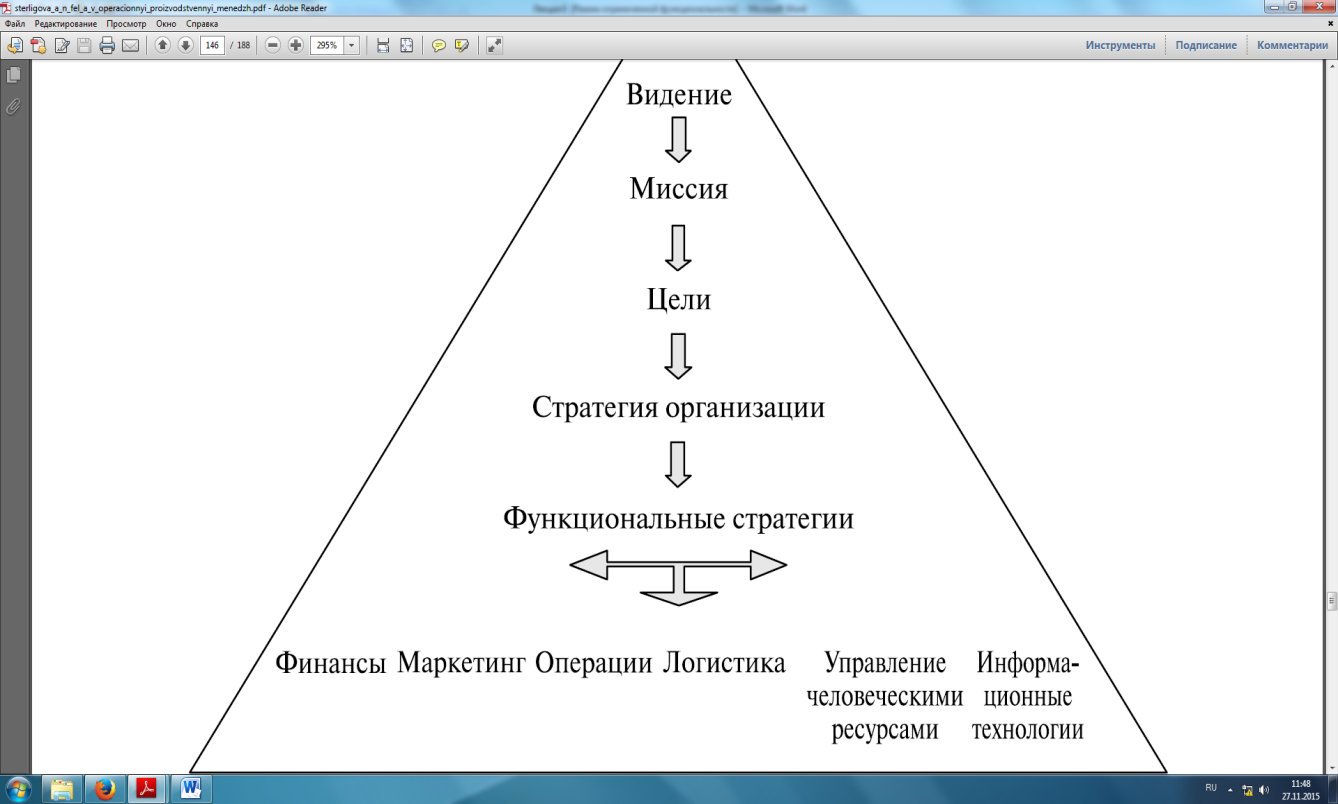 sterligova_a_n_fel_a_v_operacionnyi_proizvodstvennyi_menedzh.pdf - Adobe Reader
Файл Редактирование Просмотр Окно Справка
146 / 188 295% Инструменты Подписание Комментарии
Видение
Миссия
Цели
Стратегия организации
Функциональные стратегии
Финансы Маркетинг Операции Логистика Управление Информа-
человеческими ционные
ресурсами технологии
RU 11:48
27.11.2015